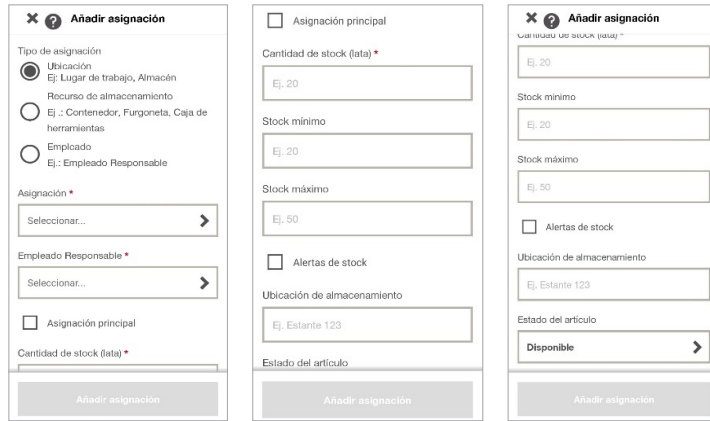 Añadir asignación
Tipo de asignación
Ubicación
Ej: Lugar de trabajo, Almacén
Recurso de almacenamiento
Ej .: Contenedor, Furgoneta, Caja de
herramientas
Empleado
Ej.: Empleado Responsable
Asignación *
Seleccionar...
Empleado Responsable *
Seleccionar...
Asignación principal
Cantidad de stock (lata) *
Añadir asignación
Asignación principal
Cantidad de stock (lata) *
Ej. 20
Stock mínimo
Ej. 20
Stock máximo
Ej. 50
Alertas de stock
Ubicación de almacenamiento
Ej. Estante 123
Estado del artículo
Añadir asignación
Añadir asignación
Cantidad de stock (lata) *
Ej. 20
Stock minimo
Ej. 20
Stock máximo
Ej. 50
Alertas de stock
Ubicación de almacenamiento
Ej. Estante 123
Estado del artículo
Disponible
Añadir asignación